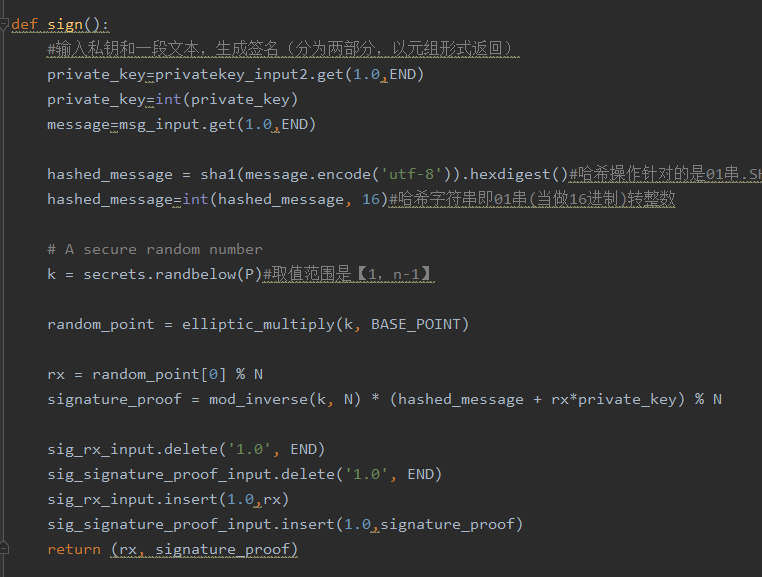 def sign():
#输入私钥和一段文本，生成签名（分为两部分，以元组形式返回）
private_key=privatekey_input2.get(1.0,END)
private_key=int(private_key)
message=msg_input.get(1.0,END)
hashed_message = sha1(message.encode('utf-8')).hexdigest()#哈希操作针对的是01串.SH
hashed_message=int(hashed_message, 16)#哈希字符串即01串(当做16进制)转整数
# A secure random number
k = secrets.randbelow(P)#取值范围是【1，n-1】
random_point = elliptic_multiply(k, BASE_POINT)
rx = random_point[0] % N
signature_proof = mod_inverse(k, N) * (hashed_message + rx*private_key) % N
sig_rx_input.delete('1.0', END)
sig_signature_proof_input.delete('1.0', END)
sig_rx_input.insert(1.0,rx)
sig_signature_proof_input.insert(1.0,signature_proof)
return (rx, signature_proof)